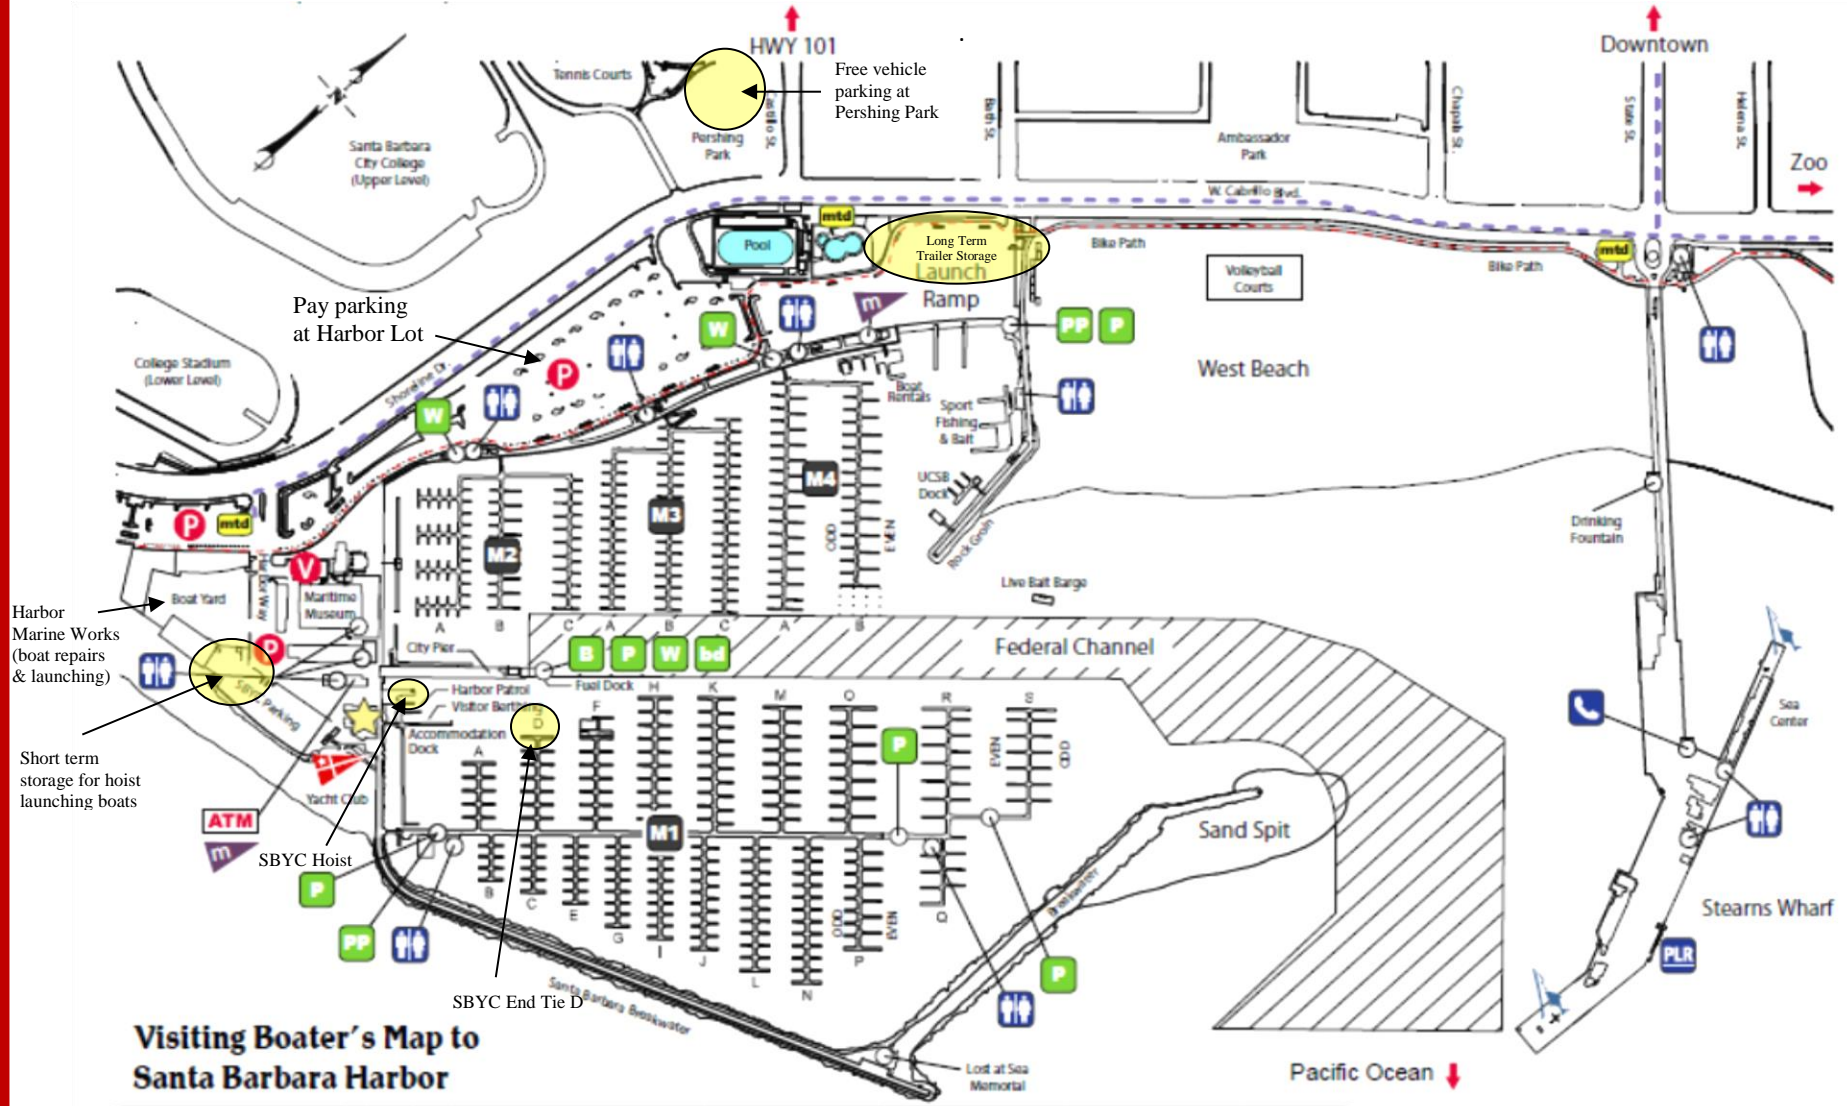 HWY 101
Downtown
Tennis Courts
Free vehicle
parking at
Pershing Park
Castillo St.
Bath St.
Chapala St.
State St.
Helena St.
Santa Barbara
City College
(Upper Level)
Pershing
Park
Ambassador
Park
Zoo
W. Cabrillo Blvd.
mtd
Pool
Long Term
Trailer Storage
Launch
Ramp
Bike Path
Bike Path
mtd
Volleyball
Courts
Pay parking
at Harbor Lot
W
m
PP
P
College Stadium
(Lower Level)
Shoreline Dr.
P
West Beach
Boat
Rentals
Sport
Fishing
& Bait
W
UCSB
Dock
M4
M3
M2
ODD
EVEN
Rock Groin
Drinking
Fountain
P
mtd
V
Harbor Way
Live Bait Barge
Boat Yard
Maritime
Museum
Harbor
Marine Works
(boat repairs
& launching)
A
B
C
A
B
C
A
B
P
City Pier
B
P
W
bd
Federal Channel
Fuel Dock
SBYC Parking
Harbor Patrol
Visitor Berthing
Accommodation
Dock
A
D
F
H
K
M
O
R
S
P
EVEN
ODD
Sea
Center
Short term
storage for hoist
launching boats
Yacht Club
ATM
m
SBYC Hoist
M1
Sand Spit
P
B
C
E
G
I
J
L
N
ODD
P
EVEN
Q
Breakwater
Stearns Wharf
PP
PLR
P
SBYC End Tie D
Santa Barbara Breakwater
Visiting Boater's Map to
Santa Barbara Harbor
Lost at Sea
Memorial
Pacific Ocean